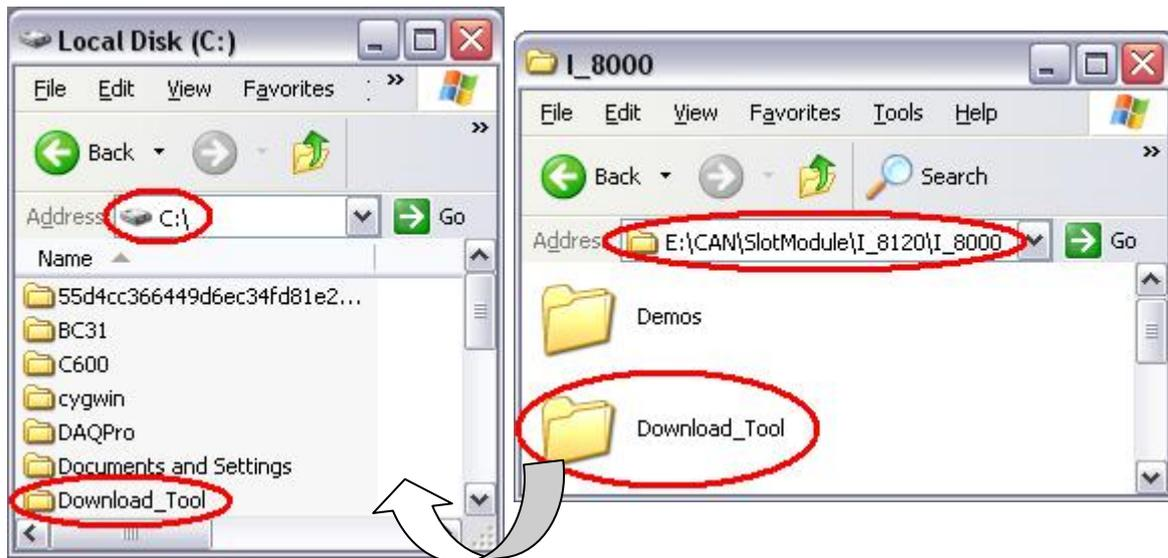 Local Disk (C:)
File Edit View Favorites »
Back »
Address C:\ Go
Name
55d4cc366449d6ec34fd81e2...
BC31
C600
cygwin
DAQPro
Documents and Settings
Download_Tool
I_8000
File Edit View Favorites Tools Help
Back Search »
Addres E:\CAN\SlotModule\I_8120\I_8000 Go
Demos
Download_Tool